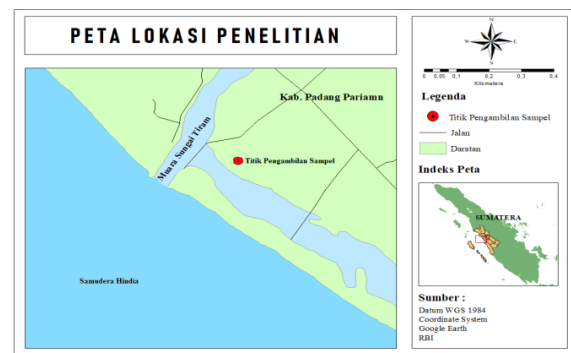 PETA LOKASI PENELITIAN
Kab. Padang Pariamn
Muara Sungai Tiram
Titik Pengambilan Sampel
Samudera Hindia
N
W
E
S
0 0,05 0,1 0,2 0,3 0,4
Kilometers
Legenda
Titik Pengambilan Sampel
Jalan
Daratan
Indeks Peta
SUMATERA
Sumber :
Datum WGS 1984
Coordinate System
Google Earth
RBI